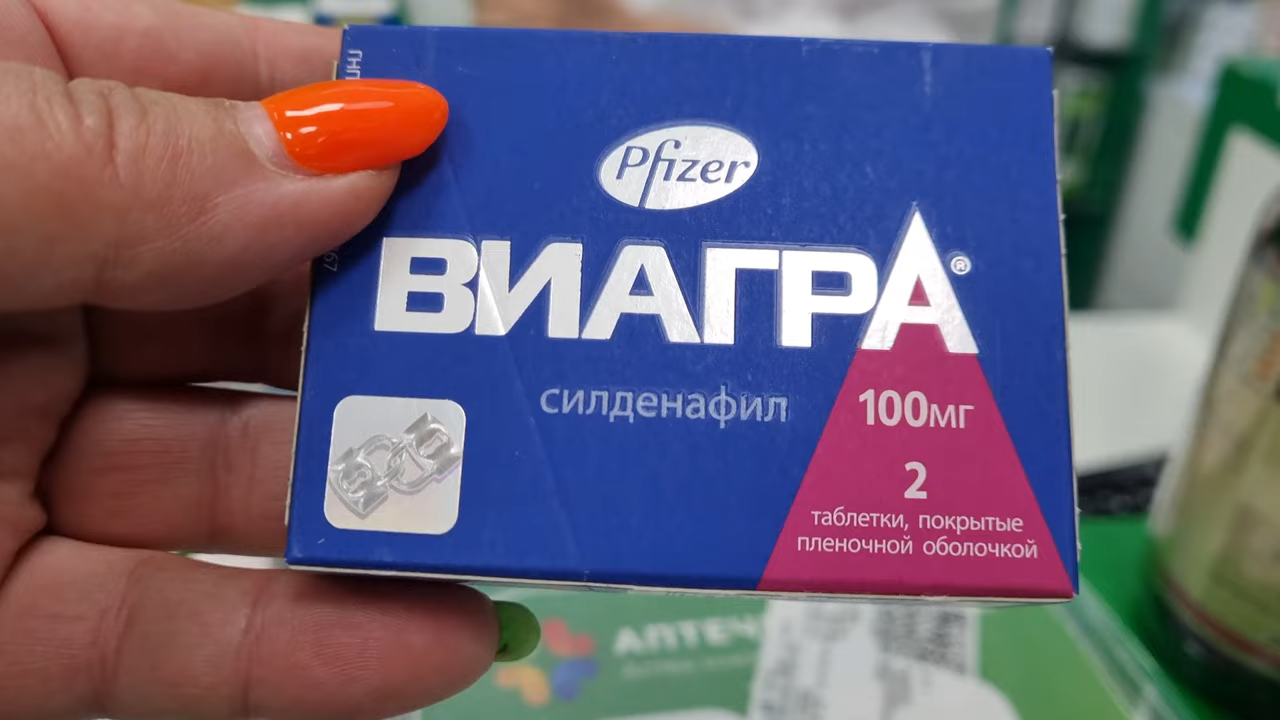 Pfizer
ВИАГРА®
силденафил
100мг
2
таблетки, покрытые
пленочной оболочкой